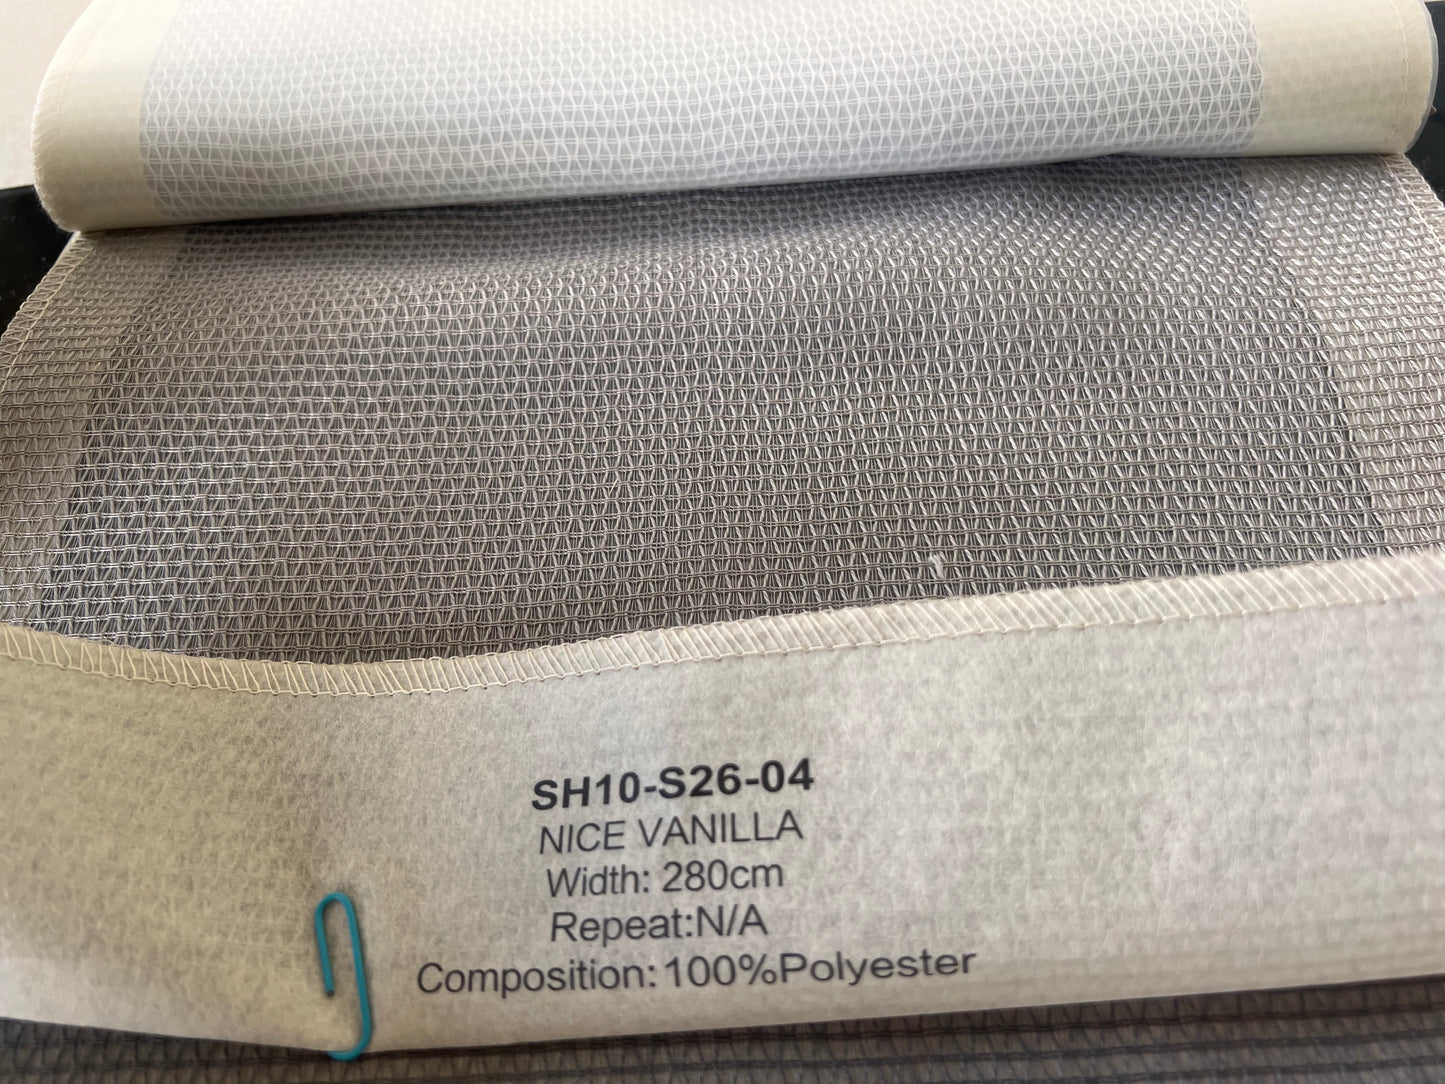 SH10-S26-04
NICE VANILLA
Width: 280cm
Repeat:N/A
Composition: 100%Polyester